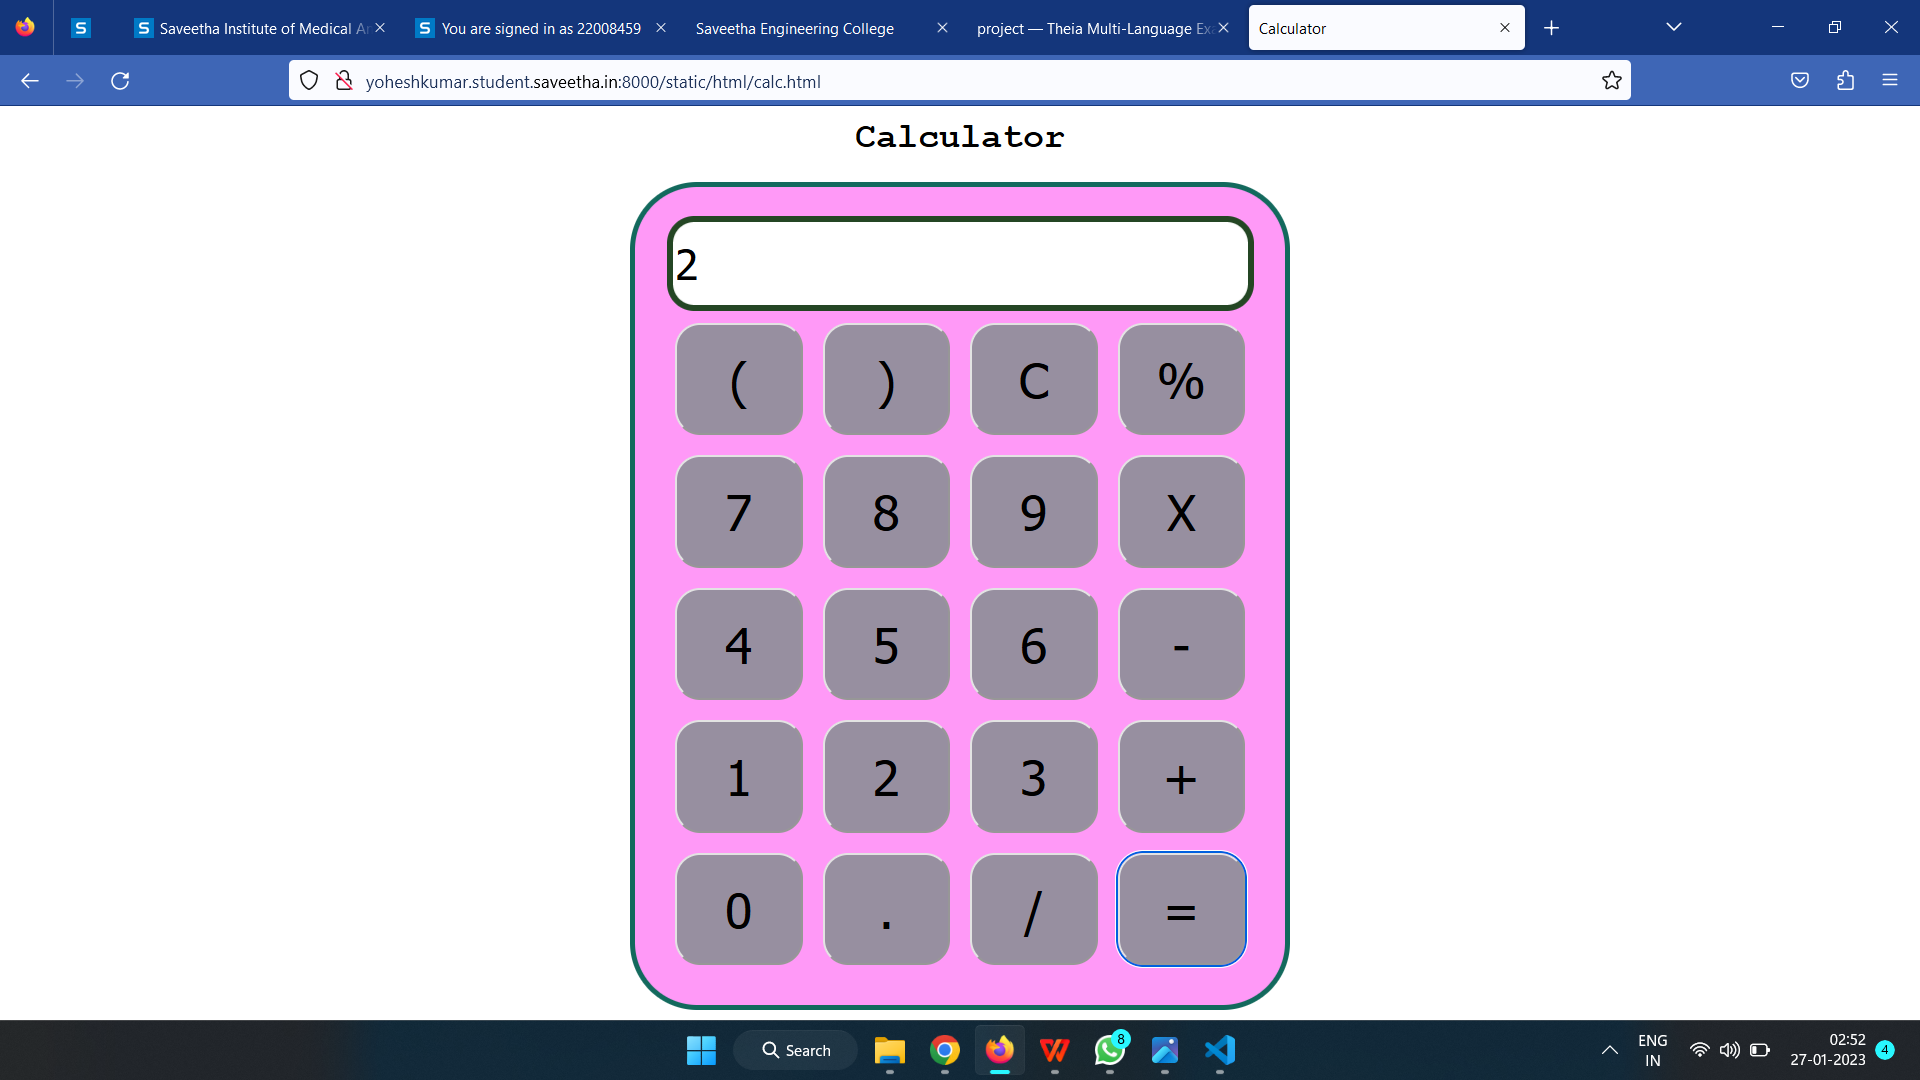 S
S Saveetha Institute of Medical A
S You are signed in as 22008459
Saveetha Engineering College
project — Theia Multi-Language Ex
Calculator
yoheshkumar.student.saveetha.in:8000/static/html/calc.html
Calculator
2
( ) C %
7 8 9 X
4 5 6 -
1 2 3 +
0 . / =
Search
8
ENG
IN
02:52
27-01-2023
4